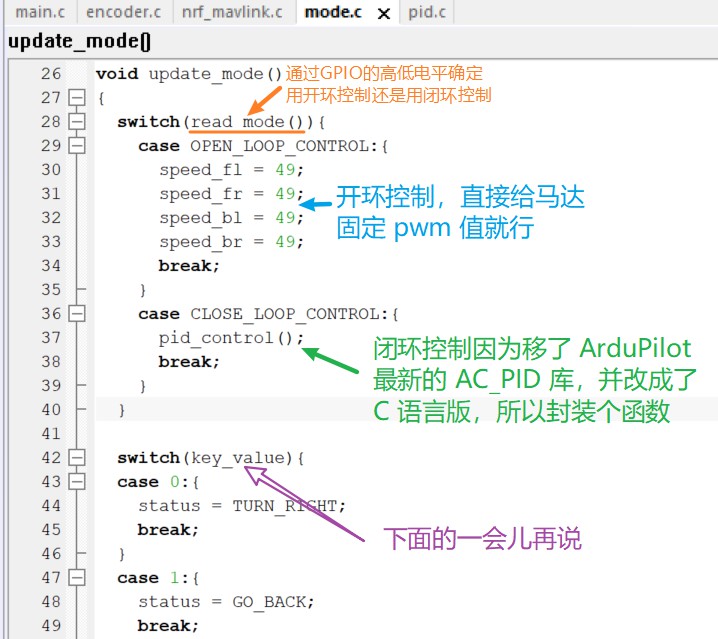 main.c encoder.c nrf_mavlink.c mode.c × pid.c
update_mode()
26 void update_mode() 通过GPIO的高低电平确定
27 { 用开环控制还是用闭环控制
28 switch(read_mode()){
29 case OPEN_LOOP_CONTROL:{
30 speed_fl = 49;
31 speed_fr = 49; 开环控制，直接给马达
32 speed_bl = 49; 固定 pwm 值就行
33 speed_br = 49;
34 break;
35 }
36 case CLOSE_LOOP_CONTROL:{
37 pid_control(); 闭环控制因为移了 ArduPilot
38 break; 最新的 AC_PID 库，并改成了
39 }
40 } C 语言版，所以封装个函数
41
42 switch(key_value){
43 case 0:{
44 status = TURN_RIGHT;
45 break; 下面的一会儿再说
46 }
47 case 1:{
48 status = GO_BACK;
49 break;